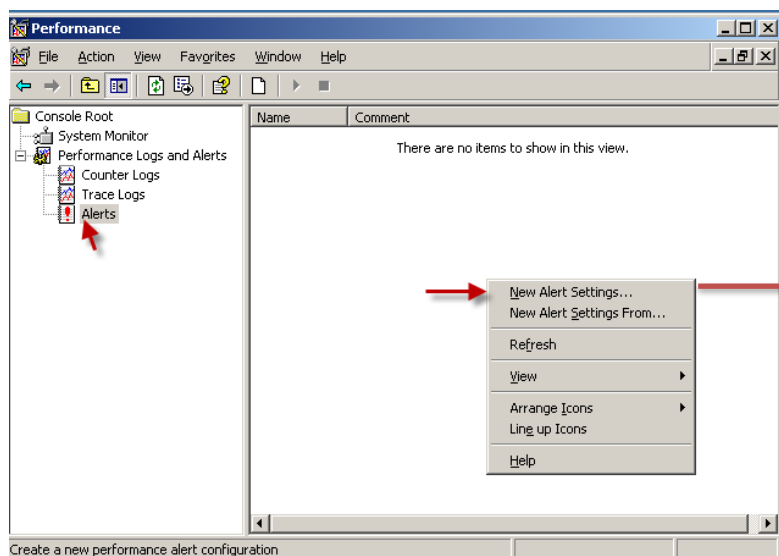 Performance
File Action View Favorites Window Help
Console Root
System Monitor
Performance Logs and Alerts
Counter Logs
Trace Logs
Alerts
Name Comment
There are no items to show in this view.
New Alert Settings...
New Alert Settings From...
Refresh
View
Arrange Icons
Line up Icons
Help
Create a new performance alert configuration